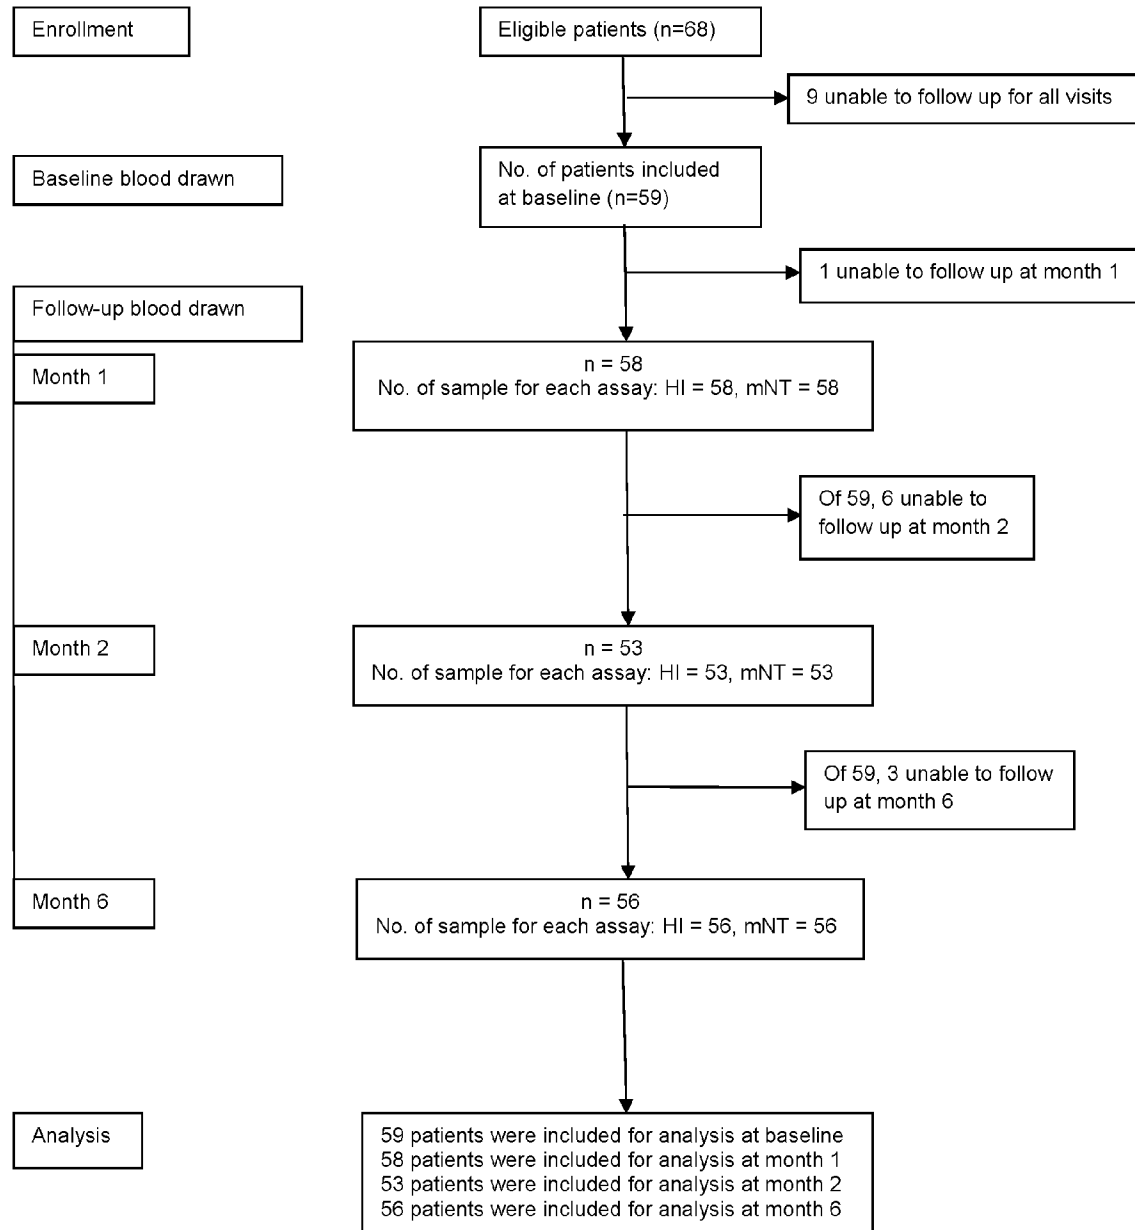 Enrollment
Eligible patients (n=68)
9 unable to follow up for all visits
Baseline blood drawn
No. of patients included
at baseline (n=59)
1 unable to follow up at month 1
Follow-up blood drawn
Month 1
n = 58
No. of sample for each assay: HI = 58, mNT = 58
Of 59, 6 unable to
follow up at month 2
Month 2
n = 53
No. of sample for each assay: HI = 53, mNT = 53
Of 59, 3 unable to follow
up at month 6
Month 6
n = 56
No. of sample for each assay: HI = 56, mNT = 56
Analysis
59 patients were included for analysis at baseline
58 patients were included for analysis at month 1
53 patients were included for analysis at month 2
56 patients were included for analysis at month 6